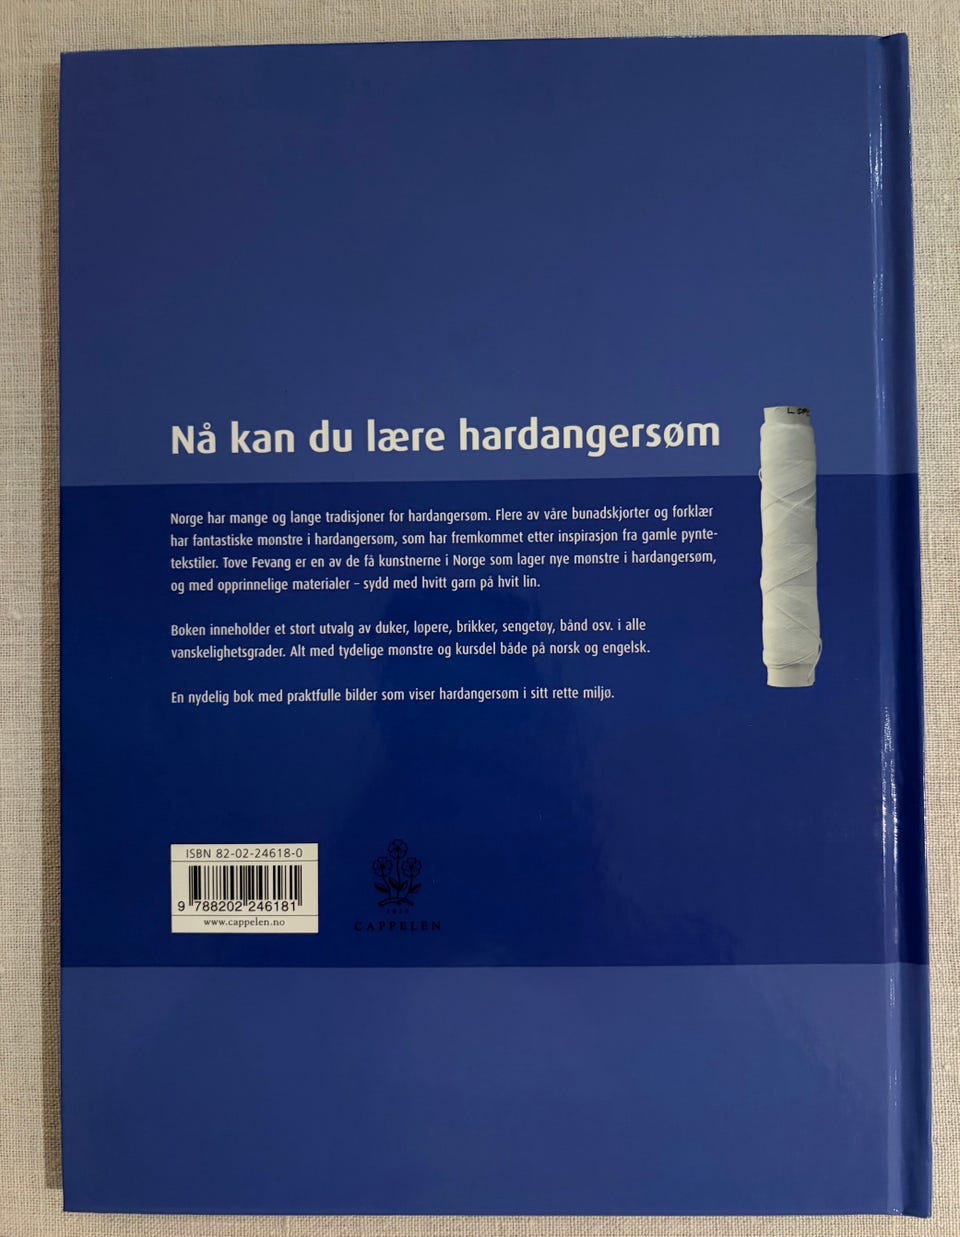 L
Nå kan du lære hardangersøm
Norge har mange og lange tradisjoner for hardangersøm. Flere av våre bunadskjorter og forklær
har fantastiske mønstre i hardangersøm, som har fremkommet etter inspirasjon fra gamle pynte-
tekstiler. Tove Fevang er en av de få kunstnerne i Norge som lager nye mønstre i hardangersøm,
og med opprinnelige materialer – sydd med hvitt garn på hvit lin.
Boken inneholder et stort utvalg av duker, løpere, brikker, sengetøy, bånd osv. i alle
vanskelighetsgrader. Alt med tydelige mønstre og kursdel både på norsk og engelsk.
En nydelig bok med praktfulle bilder som viser hardangersøm i sitt rette miljø.
ISBN 82-02-24618-0
9 788202 246181
www.cappelen.no
1829
CAPPELEN